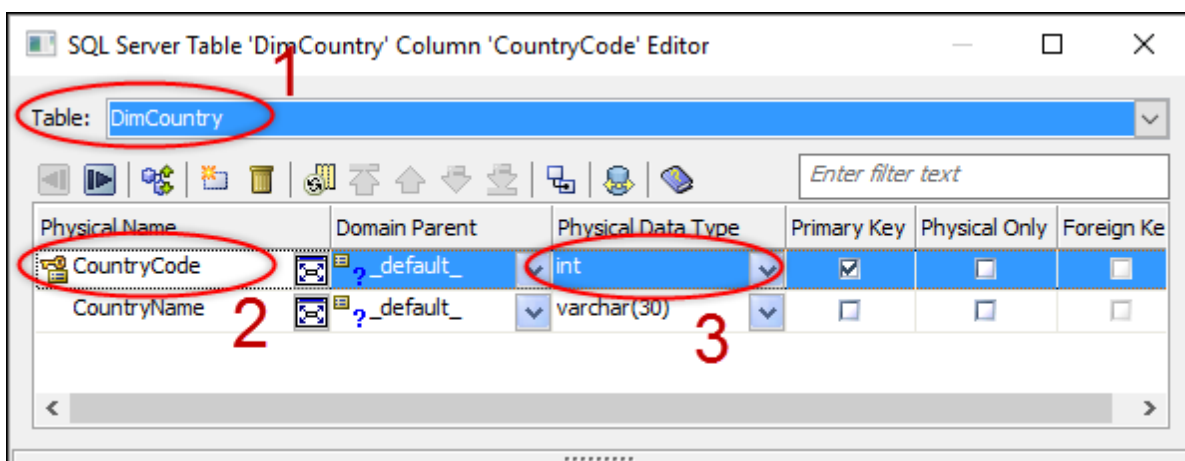 SQL Server Table 'DimCountry' Column 'CountryCode' Editor
1
Table: DimCountry
Enter filter text
Physical Name Domain Parent Physical Data Type Primary Key Physical Only Foreign Ke
CountryCode _default_ int
CountryName _default_ varchar(30)
2 3